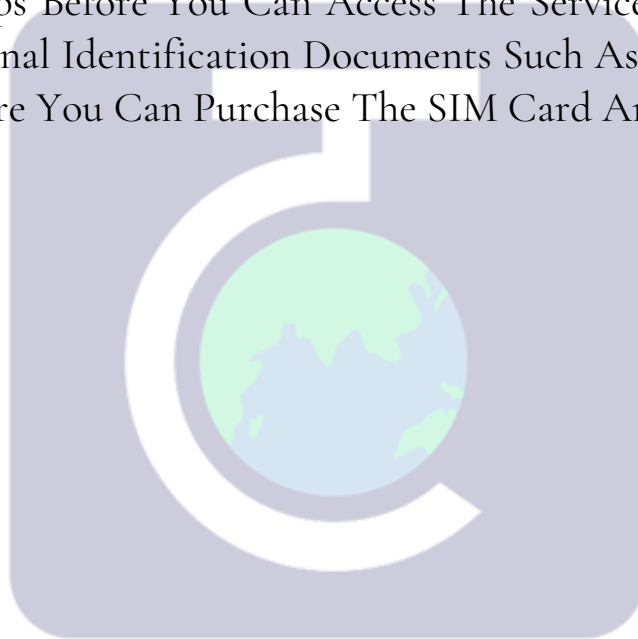 Before You Can Access The Service
Identification Documents Such As
You Can Purchase The SIM Card